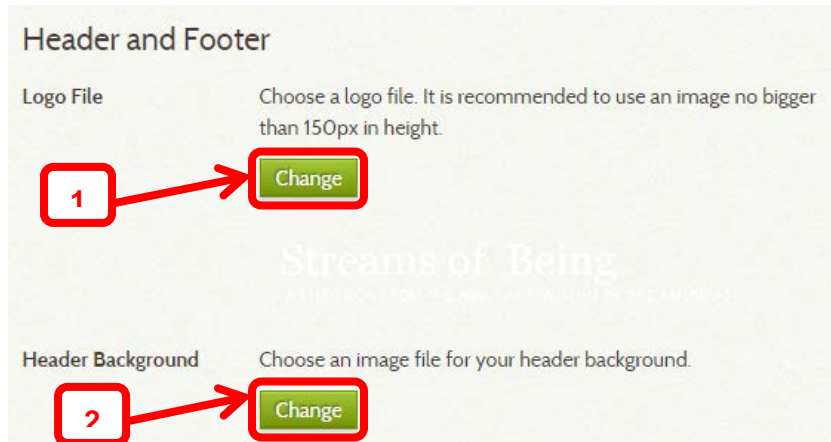 Header and Footer
Logo File
Choose a logo file. It is recommended to use an image no bigger
than 150px in height.
Change
1
Streams of Being
Header Background
Choose an image file for your header background.
Change
2